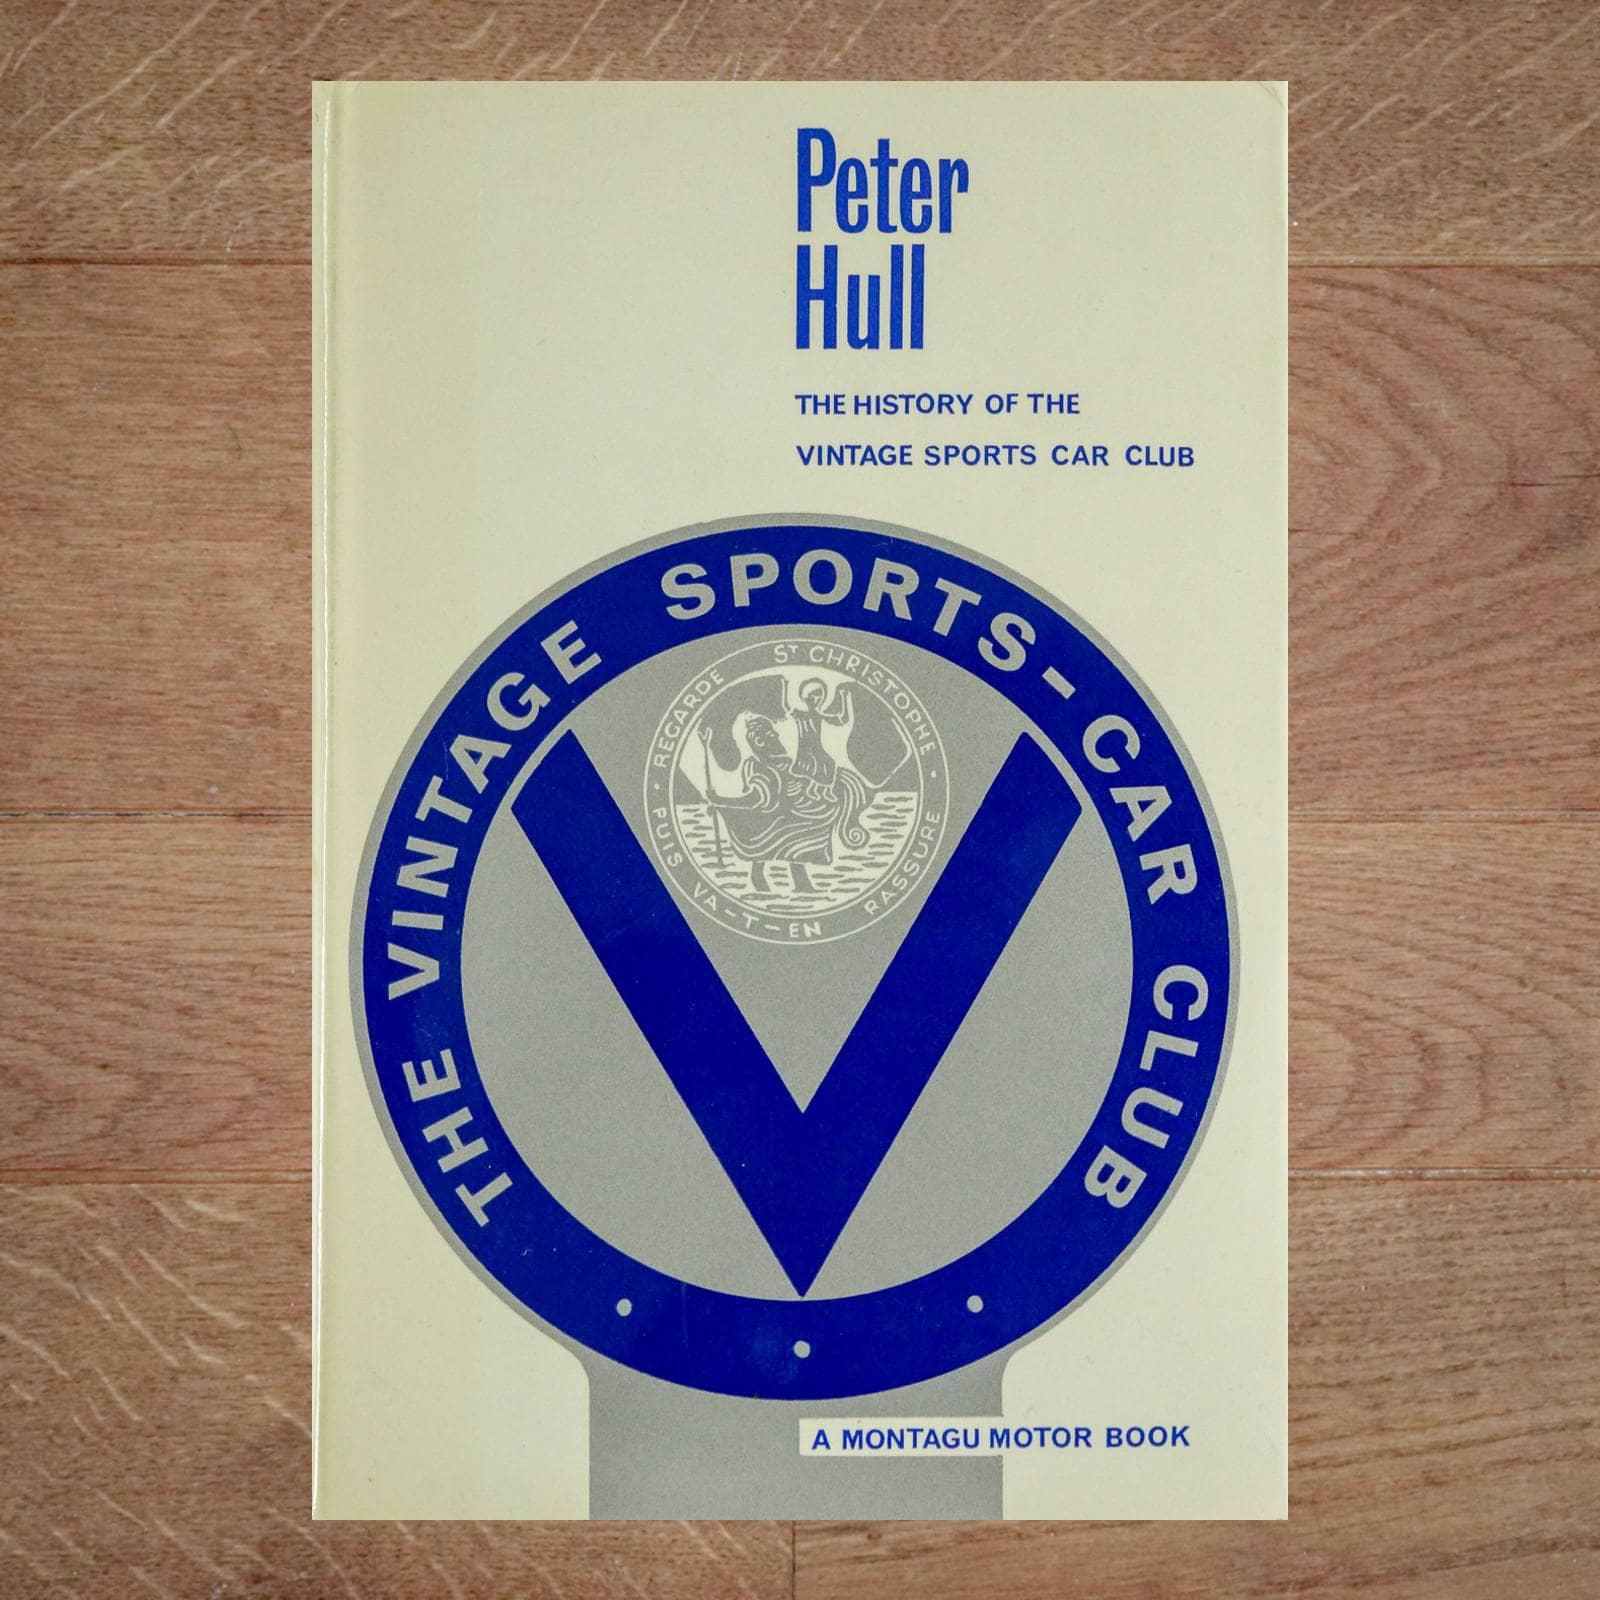 Peter
Hull
THE HISTORY OF THE
VINTAGE SPORTS CAR CLUB
THE VINTAGE SPORTS-CAR CLUB
REGARDE ST CHRISTOPHE
PUIS VA-T-EN RASSURE
A MONTAGU MOTOR BOOK